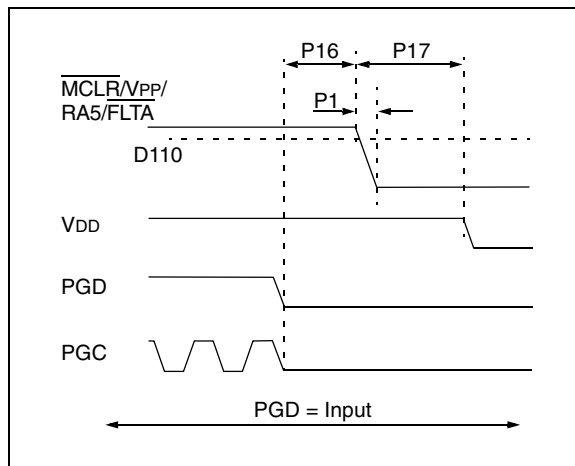 P16 P17
MCLR/VPP/
RA5/FLTA
P1
D110
VDD
PGD
PGC
PGD = Input